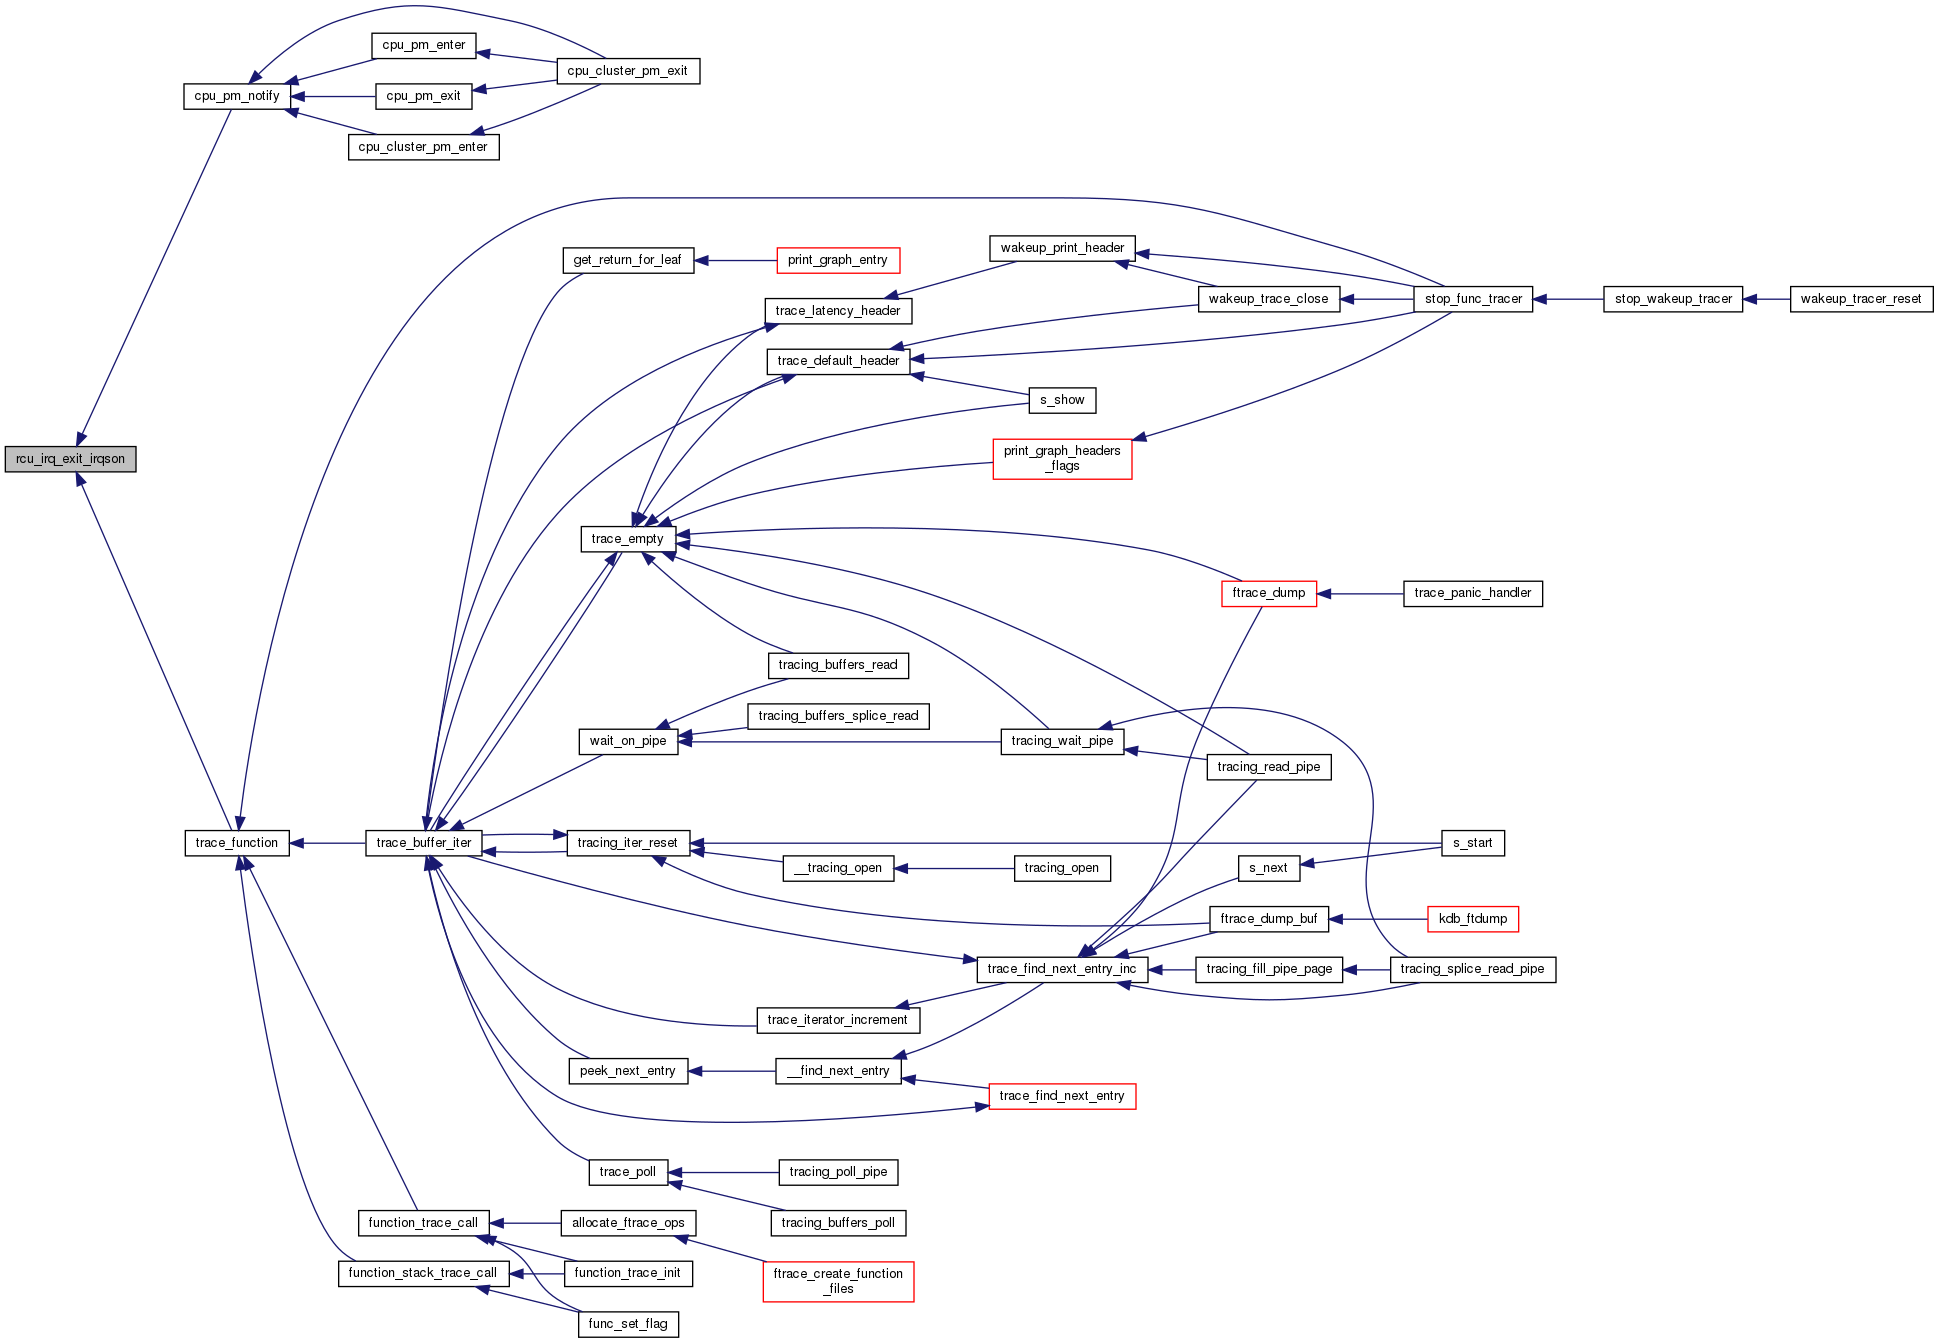 cpu_pm_enter
cpu_cluster_pm_exit
cpu_pm_notify
cpu_pm_exit
cpu_cluster_pm_enter
wakeup_print_header
get_return_for_leaf
print_graph_entry
trace_latency_header
wakeup_trace_close
stop_func_tracer
stop_wakeup_tracer
wakeup_tracer_reset
trace_default_header
s_show
print_graph_headers
_flags
rcu_irq_exit_irqson
trace_empty
ftrace_dump
trace_panic_handler
tracing_buffers_read
tracing_buffers_splice_read
wait_on_pipe
tracing_wait_pipe
tracing_read_pipe
trace_function
trace_buffer_iter
tracing_iter_reset
s_start
__tracing_open
tracing_open
s_next
ftrace_dump_buf
kdb_ftdump
trace_find_next_entry_inc
tracing_fill_pipe_page
tracing_splice_read_pipe
trace_iterator_increment
peek_next_entry
__find_next_entry
trace_find_next_entry
trace_poll
tracing_poll_pipe
tracing_buffers_poll
function_trace_call
allocate_ftrace_ops
function_stack_trace_call
function_trace_init
ftrace_create_function
_files
func_set_flag